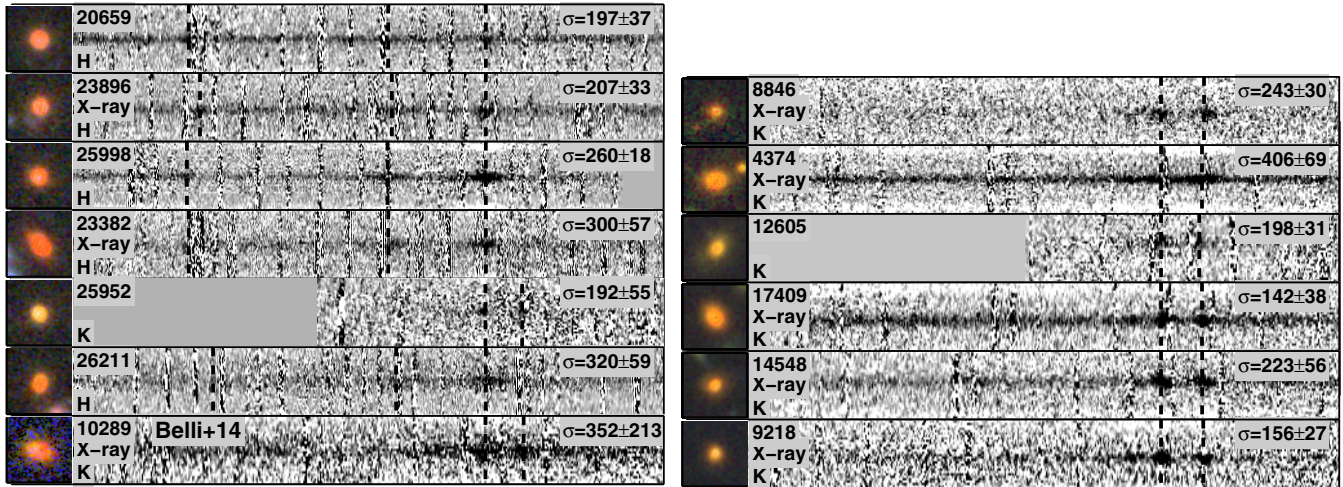 20659
σ=197±37
H
23896
σ=207±33
X−ray
H
25998
σ=260±18
H
23382
σ=300±57
X−ray
H
25952
σ=192±55
K
26211
σ=320±59
H
10289 Belli+14
σ=352±213
X−ray
K
8846
σ=243±30
X−ray
K
4374
σ=406±69
X−ray
K
12605
σ=198±31
K
17409
σ=142±38
X−ray
K
14548
σ=223±56
X−ray
K
9218
σ=156±27
X−ray
K